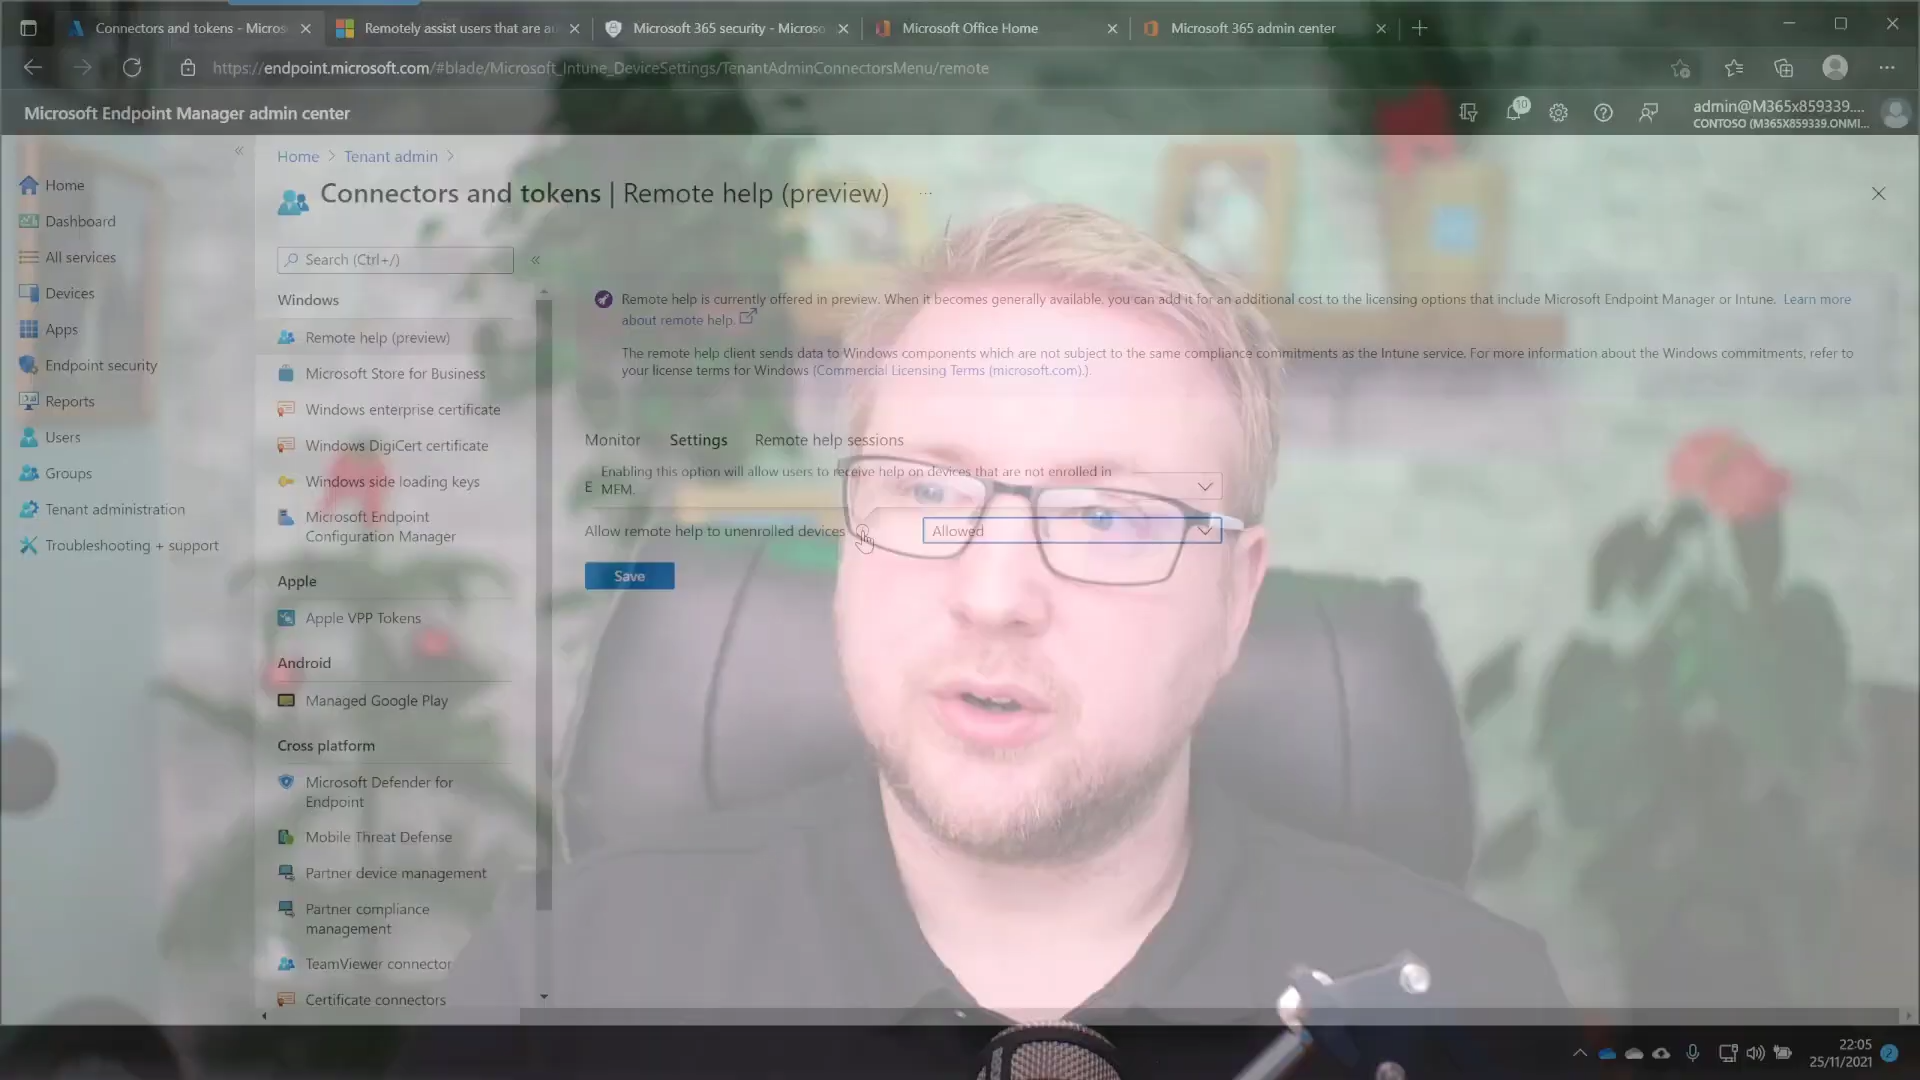 Connectors and tokens - Micros
Remotely assist users that are au
Microsoft 365 security - Microso
Microsoft Office Home
Microsoft 365 admin center
https://endpoint.microsoft.com/#blade/Microsoft_Intune_DeviceSettings/TenantAdminConnectorsMenu/remote
Microsoft Endpoint Manager admin center
10
admin@M365x859339....
CONTOSO (M365X859339.ONMI...
Home > Tenant admin >
Connectors and tokens | Remote help (preview) ...
Home
Dashboard
All services
Devices
Apps
Endpoint security
Reports
Users
Groups
Tenant administration
Troubleshooting + support
Search (Ctrl+/)
Windows
Remote help (preview)
Microsoft Store for Business
Windows enterprise certificate
Windows DigiCert certificate
Windows side loading keys
Microsoft Endpoint
Configuration Manager
Apple
Apple VPP Tokens
Android
Managed Google Play
Cross platform
Microsoft Defender for
Endpoint
Mobile Threat Defense
Partner device management
Partner compliance
management
TeamViewer connector
Certificate connectors
Remote help is currently offered in preview. When it becomes generally available, you can add it for an additional cost to the licensing options that include Microsoft Endpoint Manager or Intune. Learn more
about remote help.
The remote help client sends data to Windows components which are not subject to the same compliance commitments as the Intune service. For more information about the Windows commitments, refer to
your license terms for Windows (Commercial Licensing Terms (microsoft.com).).
Monitor Settings Remote help sessions
Enabling this option will allow users to receive help on devices that are not enrolled in
E MEM.
Allow remote help to unenrolled devices Allowed
Save
22:05
25/11/2021
2